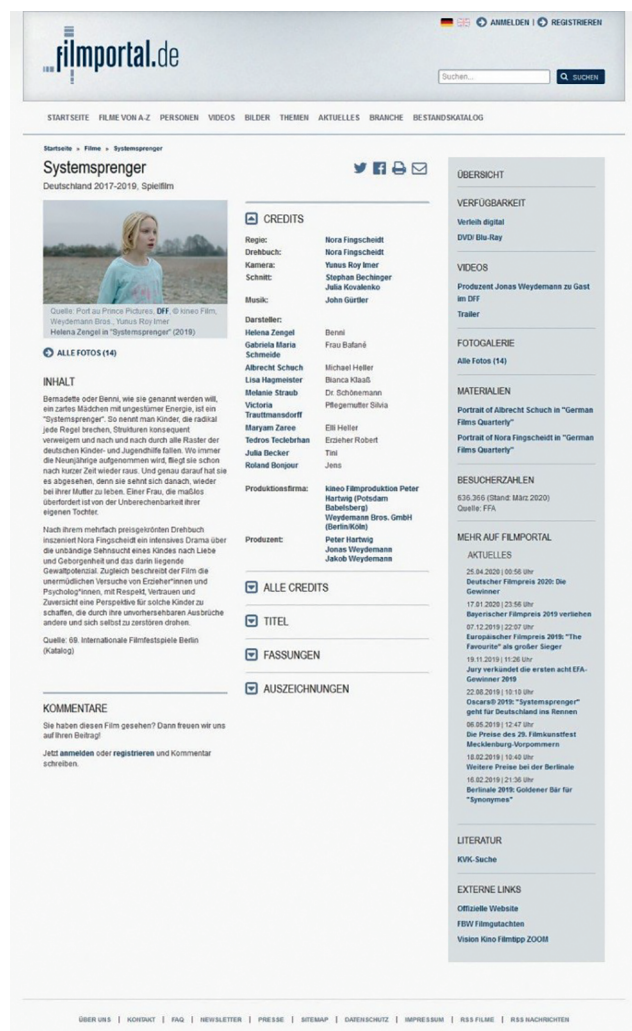 ANMELDEN | REGISTRIEREN
filmportal.de
Suchen... SUCHEN
STARTSEITE FILME VON A-Z PERSONEN VIDEOS BILDER THEMEN AKTUELLES BRANCHE BESTANDSKATALOG
Startseite » Filme » Systemsprenger
Systemsprenger
Deutschland 2017-2019, Spielfilm
Quelle: Port au Prince Pictures, DFF, © kineo Film,
Weydemann Bros., Yunus Roy Imer
Helena Zengel in "Systemsprenger" (2019)
ALLE FOTOS (14)
INHALT
Bernadette oder Benni, wie sie genannt werden will,
ein zartes Mädchen mit ungestümer Energie, ist ein
"Systemsprenger". So nennt man Kinder, die radikal
jede Regel brechen, Strukturen konsequent
verweigern und nach und nach durch alle Raster der
deutschen Kinder- und Jugendhilfe fallen. Wo immer
die Neunjährige aufgenommen wird, fliegt sie schon
nach kurzer Zeit wieder raus. Und genau darauf hat sie
es abgesehen, denn sie sehnt sich danach, wieder
bei ihrer Mutter zu leben. Einer Frau, die maßlos
überfordert ist von der Unberechenbarkeit ihrer
eigenen Tochter.
Nach ihrem mehrfach preisgekrönten Drehbuch
inszeniert Nora Fingscheidt ein intensives Drama über
die unbändige Sehnsucht eines Kindes nach Liebe
und Geborgenheit und das darin liegende
Gewaltpotenzial. Zugleich beschreibt der Film die
unermüdlichen Versuche von Erzieher*innen und
Psycholog*innen, mit Respekt, Vertrauen und
Zuversicht eine Perspektive für solche Kinder zu
schaffen, die durch ihre unvorhersehbaren Ausbrüche
andere und sich selbst zu zerstören drohen.
Quelle: 69. Internationale Filmfestspiele Berlin
(Katalog)
KOMMENTARE
Sie haben diesen Film gesehen? Dann freuen wir uns
auf Ihren Beitrag!
Jetzt anmelden oder registrieren und Kommentar
schreiben.
CREDITS
Regie: Nora Fingscheidt
Drehbuch: Nora Fingscheidt
Kamera: Yunus Roy Imer
Schnitt: Stephan Bechinger
Julia Kovalenko
Musik: John Gürtler
Darsteller:
Helena Zengel Benni
Gabriela Maria Frau Bafané
Schmeide
Albrecht Schuch Michael Heller
Lisa Hagmeister Bianca Klaaß
Melanie Straub Dr. Schönemann
Victoria Pflegemutter Silvia
Trauttmansdorff
Maryam Zaree Elli Heller
Tedros Teclebrhan Erzieher Robert
Julia Becker Tini
Roland Bonjour Jens
Produktionsfirma: kineo Filmproduktion Peter
Hartwig (Potsdam
Babelsberg)
Weydemann Bros. GmbH
(Berlin/Köln)
Produzent: Peter Hartwig
Jonas Weydemann
Jakob Weydemann
ALLE CREDITS
TITEL
FASSUNGEN
AUSZEICHNUNGEN
ÜBERSICHT
VERFÜGBARKEIT
Verleih digital
DVD/ Blu-Ray
VIDEOS
Produzent Jonas Weydemann zu Gast
im DFF
Trailer
FOTOGALERIE
Alle Fotos (14)
MATERIALIEN
Portrait of Albrecht Schuch in "German
Films Quarterly"
Portrait of Nora Fingscheidt in "German
Films Quarterly"
BESUCHERZAHLEN
636.366 (Stand: März 2020)
Quelle: FFA
MEHR AUF FILMPORTAL
AKTUELLES
25.04.2020 | 00:56 Uhr
Deutscher Filmpreis 2020: Die
Gewinner
17.01.2020 | 23:56 Uhr
Bayerischer Filmpreis 2019 verliehen
07.12.2019 | 22:07 Uhr
Europäischer Filmpreis 2019: "The
Favourite" als großer Sieger
19.11.2019 | 11:26 Uhr
Jury verkündet die ersten acht EFA-
Gewinner 2019
22.08.2019 | 10:10 Uhr
Oscars® 2019: "Systemsprenger"
geht für Deutschland ins Rennen
06.05.2019 | 12:47 Uhr
Die Preise des 29. Filmkunstfest
Mecklenburg-Vorpommern
18.02.2019 | 10:40 Uhr
Weitere Preise bei der Berlinale
16.02.2019 | 21:36 Uhr
Berlinale 2019: Goldener Bär für
"Synonymes"
LITERATUR
KVK-Suche
EXTERNE LINKS
Offizielle Website
FBW Filmgutachten
Vision Kino Filmtipp ZOOM
ÜBER UNS | KONTAKT | FAQ | NEWSLETTER | PRESSE | SITEMAP | DATENSCHUTZ | IMPRESSUM | RSS FILME | RSS NACHRICHTEN